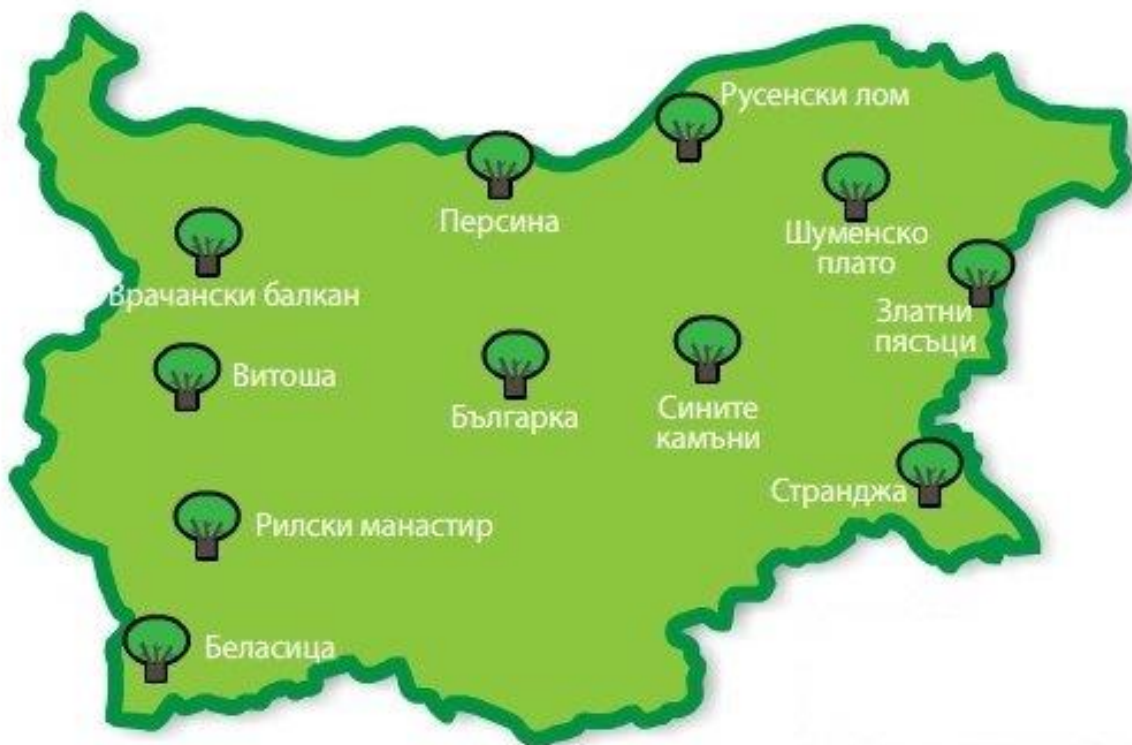 Русенски лом
Персина
Шуменско
плато
Врачански балкан
Златни
пясъци
Витоша
Българка
Сините
камъни
Странджа
Рилски манастир
Беласица